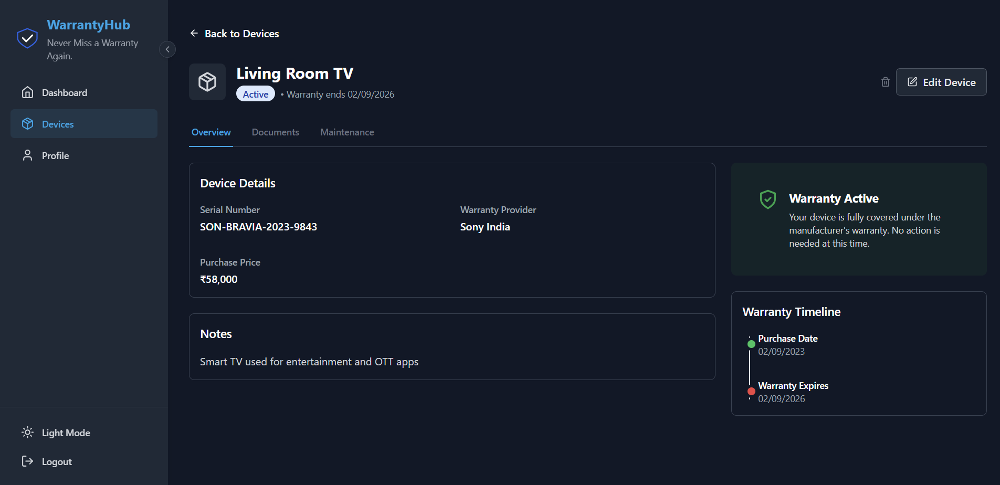 WarrantyHub
Never Miss a Warranty
Again.
Dashboard
Devices
Profile
Light Mode
Logout
Back to Devices
Living Room TV
Active • Warranty ends 02/09/2026
Edit Device
Overview Documents Maintenance
Device Details
Serial Number Warranty Provider
SON-BRAVIA-2023-9843 Sony India
Purchase Price
₹58,000
Notes
Smart TV used for entertainment and OTT apps
Warranty Active
Your device is fully covered under the
manufacturer's warranty. No action is
needed at this time.
Warranty Timeline
Purchase Date
02/09/2023
Warranty Expires
02/09/2026